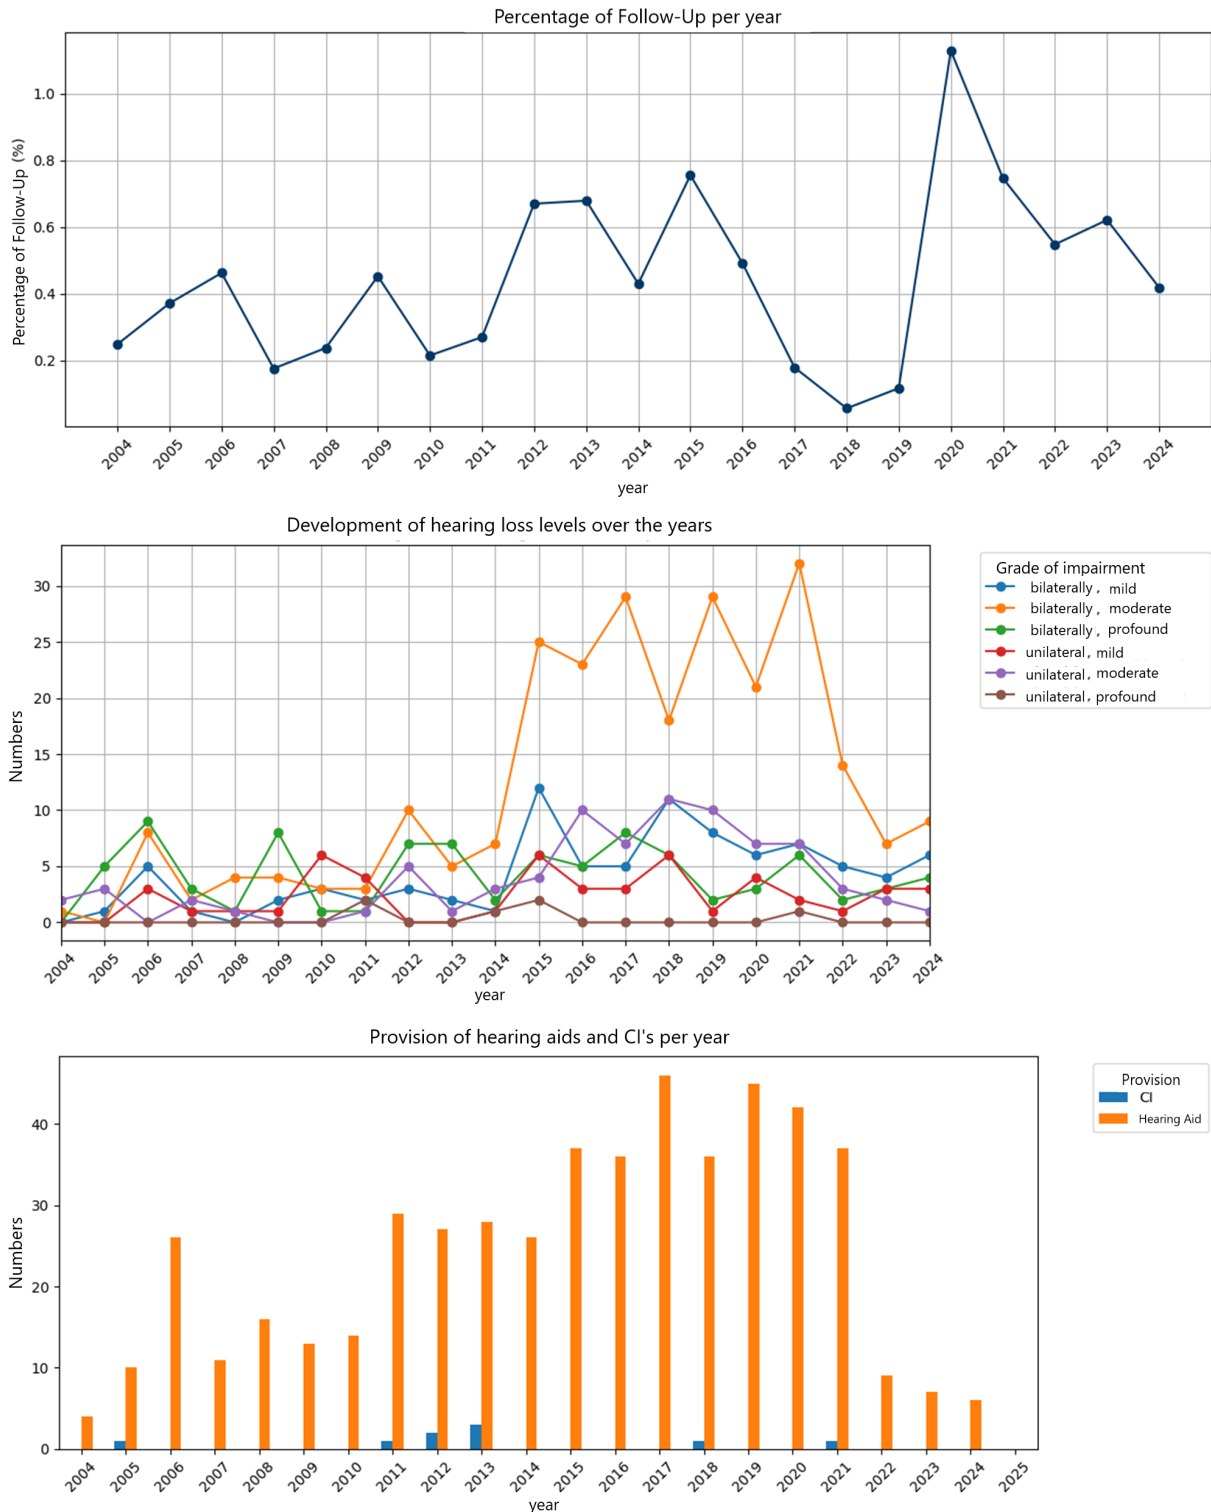 Percentage of Follow-Up per year
Percentage of Follow-Up (%)
1.0
0.8
0.6
0.4
0.2
2004 2005 2006 2007 2008 2009 2010 2011 2012 2013 2014 2015 2016 2017 2018 2019 2020 2021 2022 2023 2024
year
Development of hearing loss levels over the years
Numbers
30
25
20
15
10
5
0
2004 2005 2006 2007 2008 2009 2010 2011 2012 2013 2014 2015 2016 2017 2018 2019 2020 2021 2022 2023 2024
year
Grade of impairment
bilaterally, mild
bilaterally, moderate
bilaterally, profound
unilateral, mild
unilateral, moderate
unilateral, profound
Provision of hearing aids and CI's per year
Numbers
40
30
20
10
0
2004 2005 2006 2007 2008 2009 2010 2011 2012 2013 2014 2015 2016 2017 2018 2019 2020 2021 2022 2023 2024 2025
year
Provision
CI
Hearing Aid